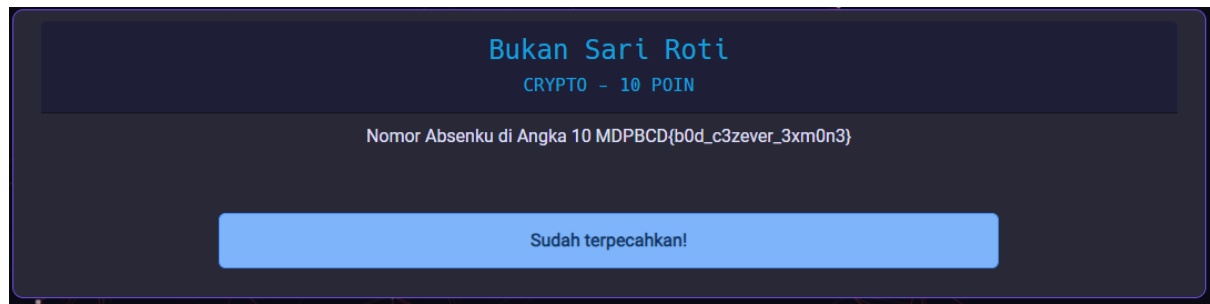 Bukan Sari Roti
CRYPTO – 10 POIN
Nomor Absenku di Angka 10 MDPBCD{b0d_c3zever_3xm0n3}
Sudah terpecahkan!